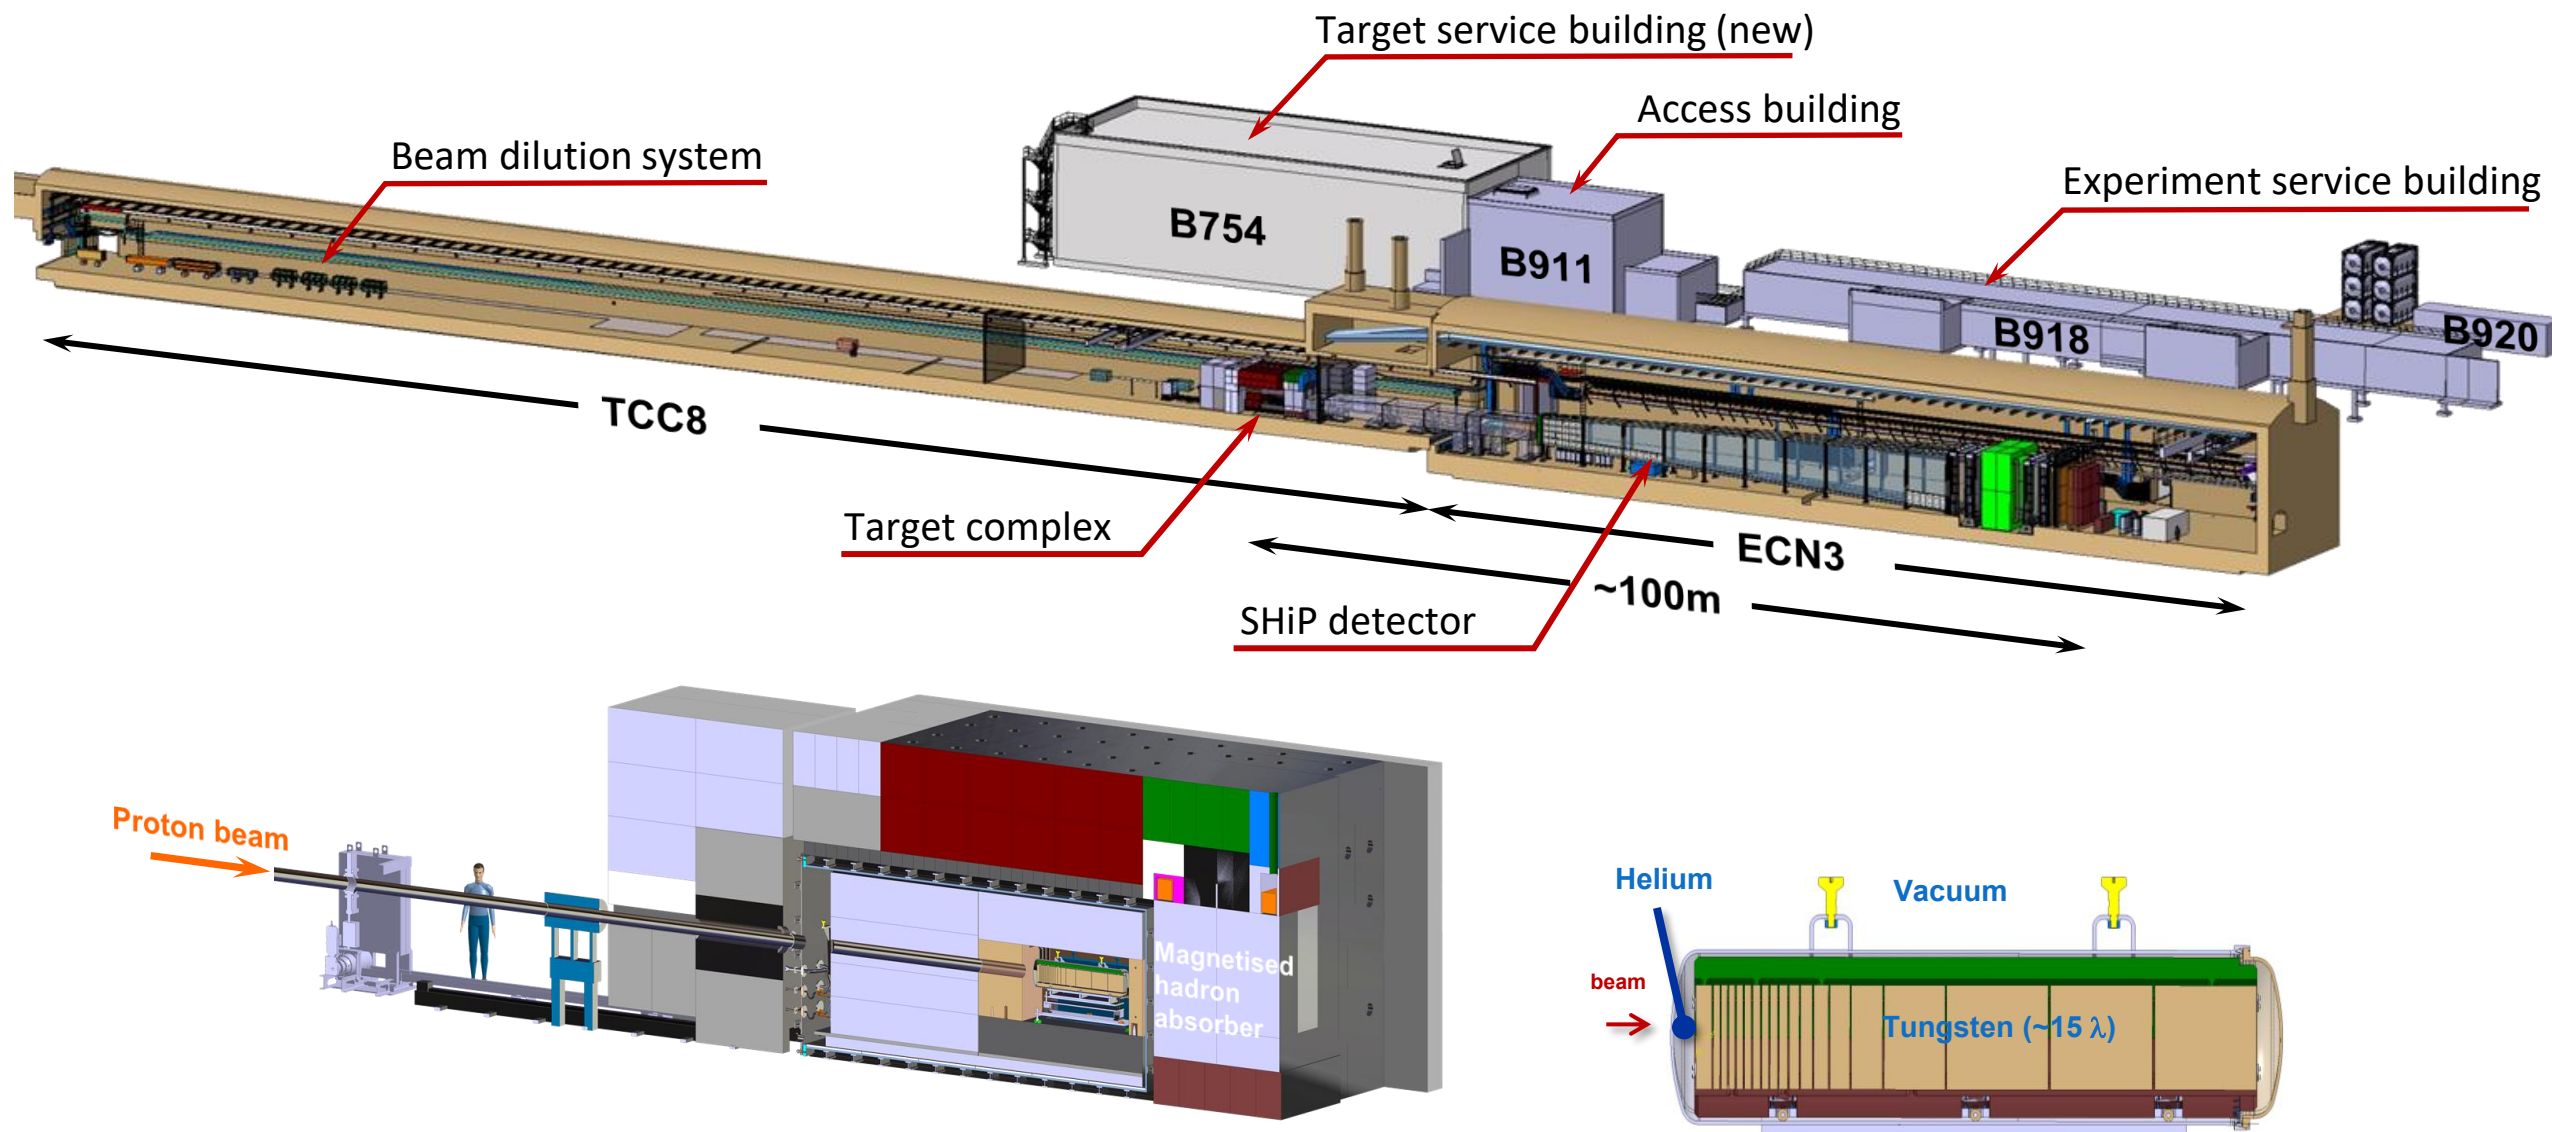 Target service building (new)
Access building
Beam dilution system
Experiment service building
B754
B911
B918
B920
TCC8
Target complex
ECN3
~100m
SHiP detector
Proton beam
Magnetised
hadron
absorber
Helium
Vacuum
beam
Tungsten (~15 λ)